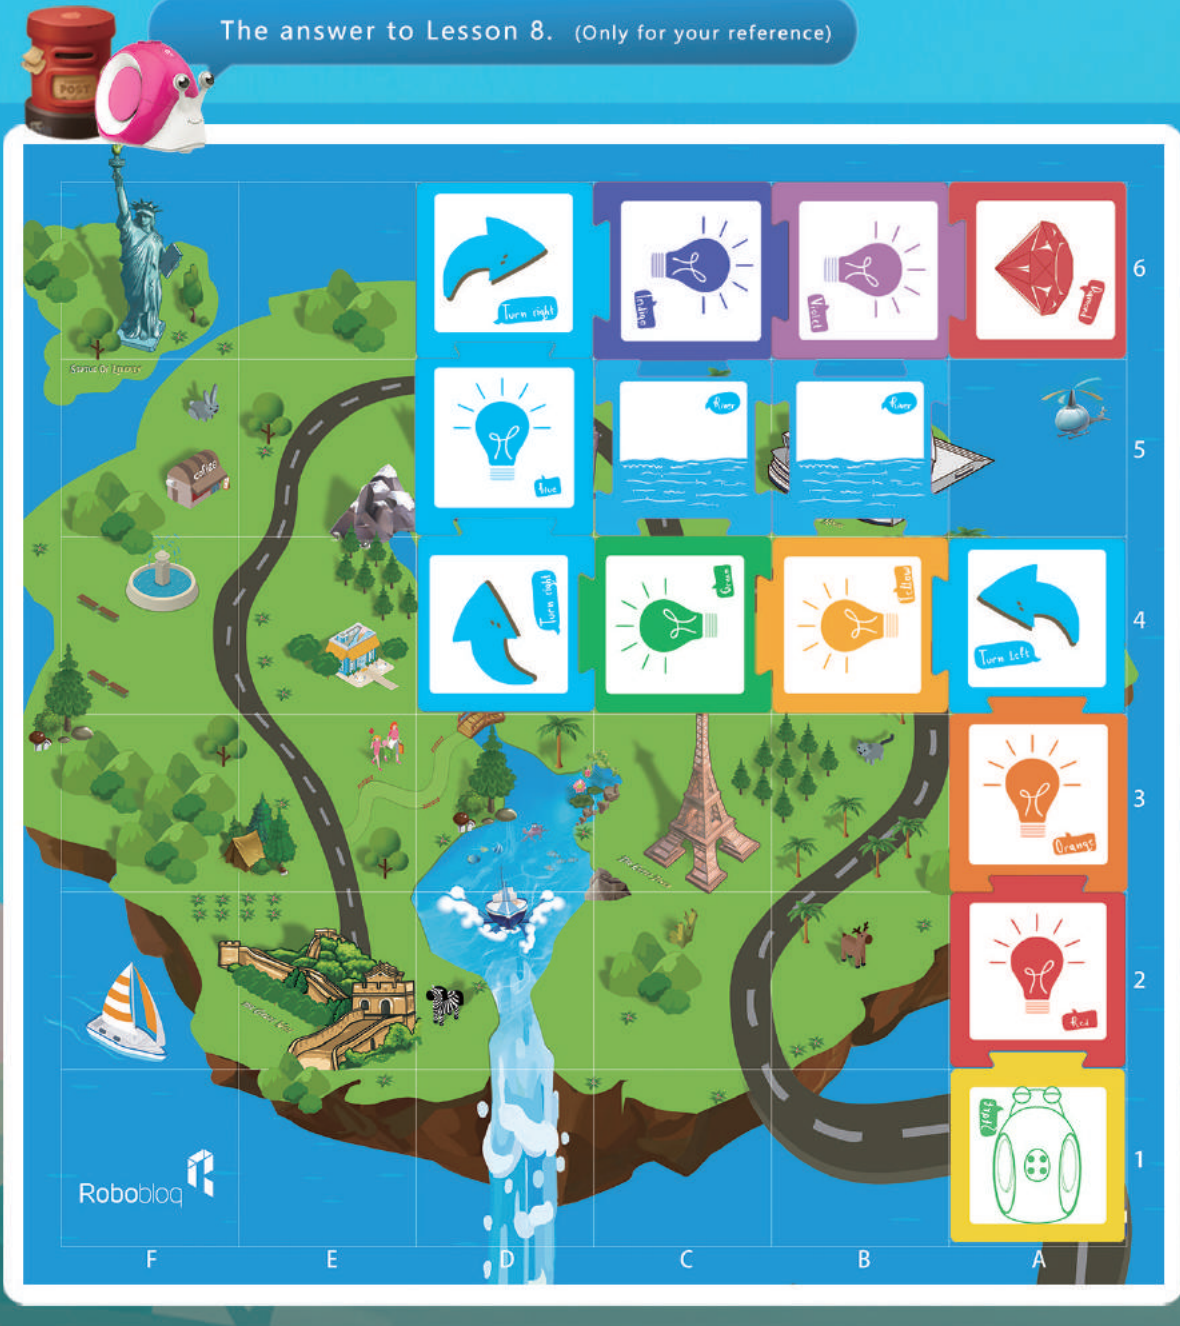 The answer to Lesson 8. (Only for your reference)
POST
Turn right
Indigo
Violet
Diamond
6
Statue Of Liberty
coffee
Blue
River
River
5
Turn right
Green
Yellow
Turn Left
4
Orange
3
Red
2
Start
Robobloq
1
F
E
D
C
B
A